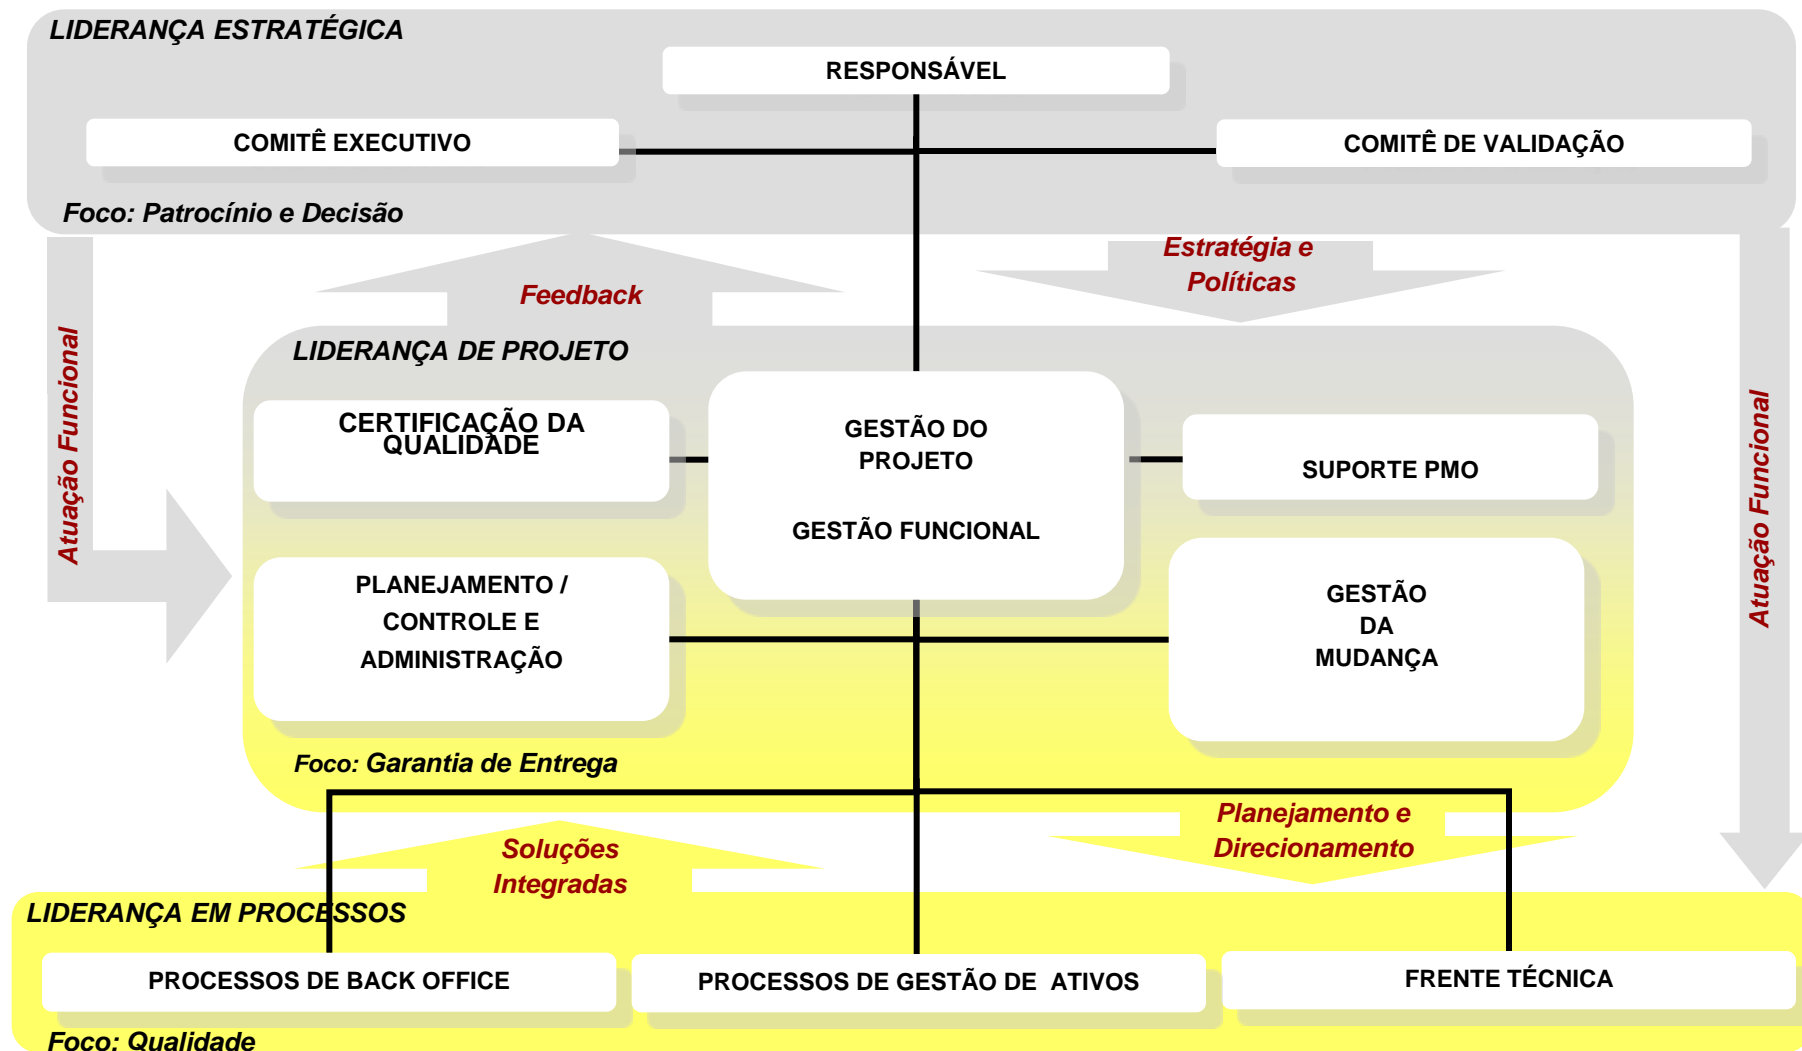 LIDERANÇA ESTRATÉGICA
RESPONSÁVEL
COMITÊ EXECUTIVO
COMITÊ DE VALIDAÇÃO
Foco: Patrocínio e Decisão
Feedback
Estratégia e
Políticas
Atuação Funcional
Atuação Funcional
LIDERANÇA DE PROJETO
CERTIFICAÇÃO DA
QUALIDADE
GESTÃO DO
PROJETO
GESTÃO FUNCIONAL
SUPORTE PMO
PLANEJAMENTO /
CONTROLE E
ADMINISTRAÇÃO
GESTÃO
DA
MUDANÇA
Foco: Garantia de Entrega
Soluções
Integradas
Planejamento e
Direcionamento
LIDERANÇA EM PROCESSOS
PROCESSOS DE BACK OFFICE
PROCESSOS DE GESTÃO DE ATIVOS
FRENTE TÉCNICA
Foco: Qualidade